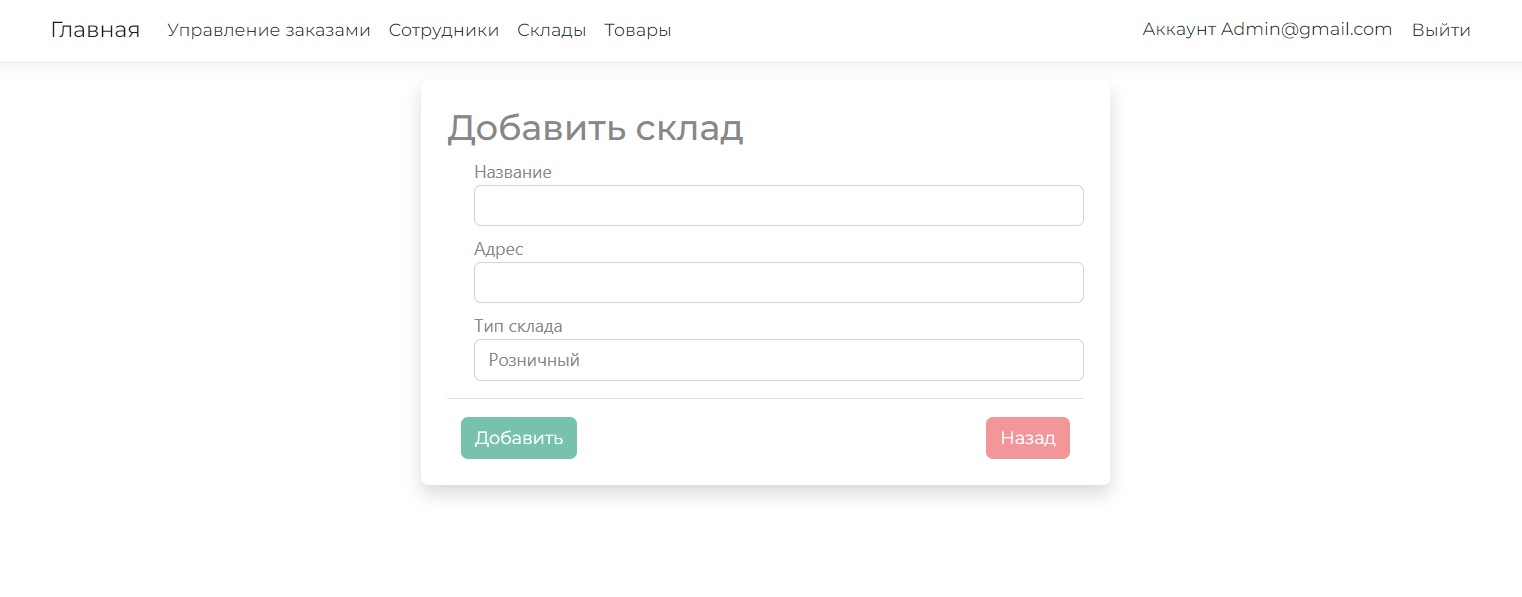 Главная Управление заказами Сотрудники Склады Товары Аккаунт Admin@gmail.com Выйти
Добавить склад
Название
Адрес
Тип склада
Розничный
Добавить Назад